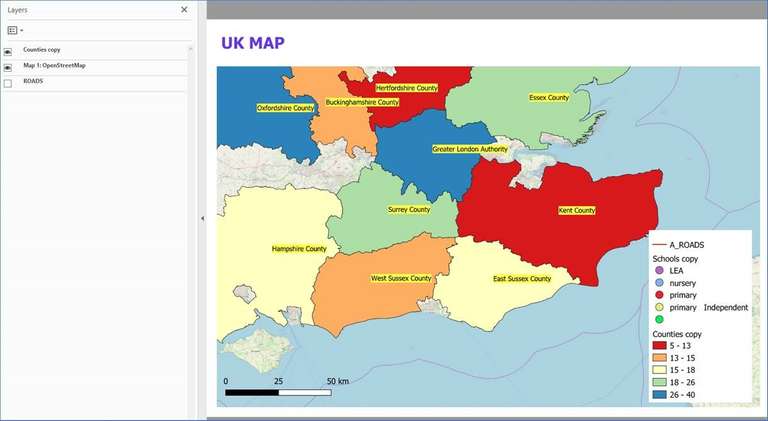 Layers
Counties copy
Map 1: OpenStreetMap
ROADS
UK MAP
Hertfordshire County
Essex County
Buckinghamshire County
Oxfordshire County
Greater London Authority
Surrey County
Kent County
Hampshire County
West Sussex County
East Sussex County
A_ROADS
Schools copy
LEA
nursery
primary
primary Independent
Counties copy
5 - 13
13 - 15
15 - 18
18 - 26
26 - 40
0 25 50 km